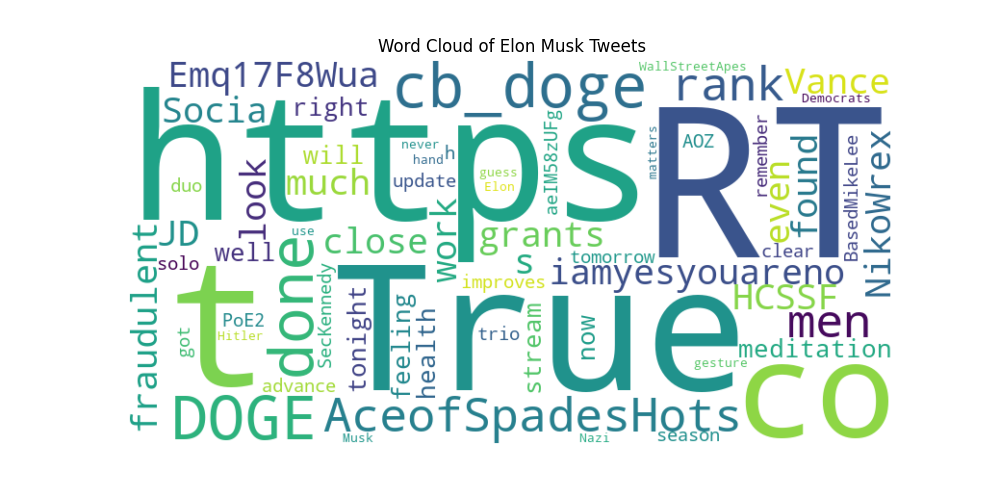 Word Cloud of Elon Musk Tweets
WallStreetApes
Emq17F8Wua
cb_doge
rank
Vance
Democrats
Socia
right
https
RT
never
hand
h
will
much
duo
update
guess
Elon
aeIM58zUFg
matters
AOZ
remember
even
found
BasedMikeLee
NikoWrex
look
JD
well
use
close
work
grants
s
tomorrow
clear
solo
fraudulent
t
done
SecKennedy
True
improves
iamyesyouareno
HCSSF
men
co
got
PoE2
Hitler
tonight
feeling
health
trio
stream
now
meditation
gesture
advance
DOGE
AceofSpadesHots
Musk
Nazi
season